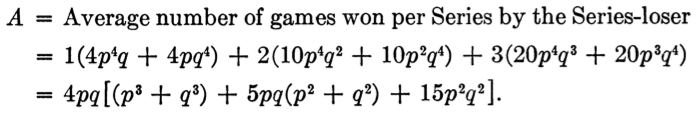 A = Average number of games won per Series by the Series-loser
= 1(4p⁴q + 4pq⁴) + 2(10p⁴q² + 10p²q⁴) + 3(20p⁴q³ + 20p³q⁴)
= 4pq[(p³ + q³) + 5pq(p² + q²) + 15p²q²].